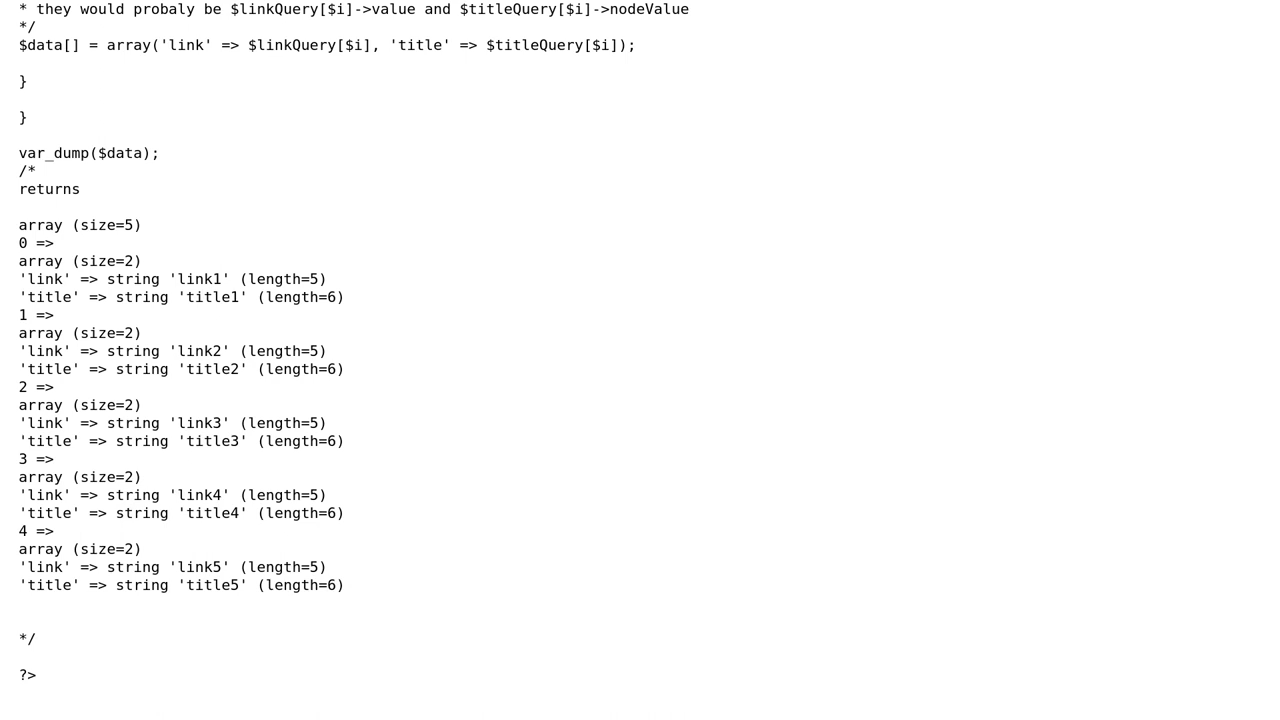 * they would probaly be $linkQuery[$i]->value and $titleQuery[$i]->nodeValue
*/
$data[] = array('link' => $linkQuery[$i], 'title' => $titleQuery[$i]);
}
}
var_dump($data);
/*
returns
array (size=5)
0 =>
array (size=2)
'link' => string 'link1' (length=5)
'title' => string 'title1' (length=6)
1 =>
array (size=2)
'link' => string 'link2' (length=5)
'title' => string 'title2' (length=6)
2 =>
array (size=2)
'link' => string 'link3' (length=5)
'title' => string 'title3' (length=6)
3 =>
array (size=2)
'link' => string 'link4' (length=5)
'title' => string 'title4' (length=6)
4 =>
array (size=2)
'link' => string 'link5' (length=5)
'title' => string 'title5' (length=6)
*/
?>